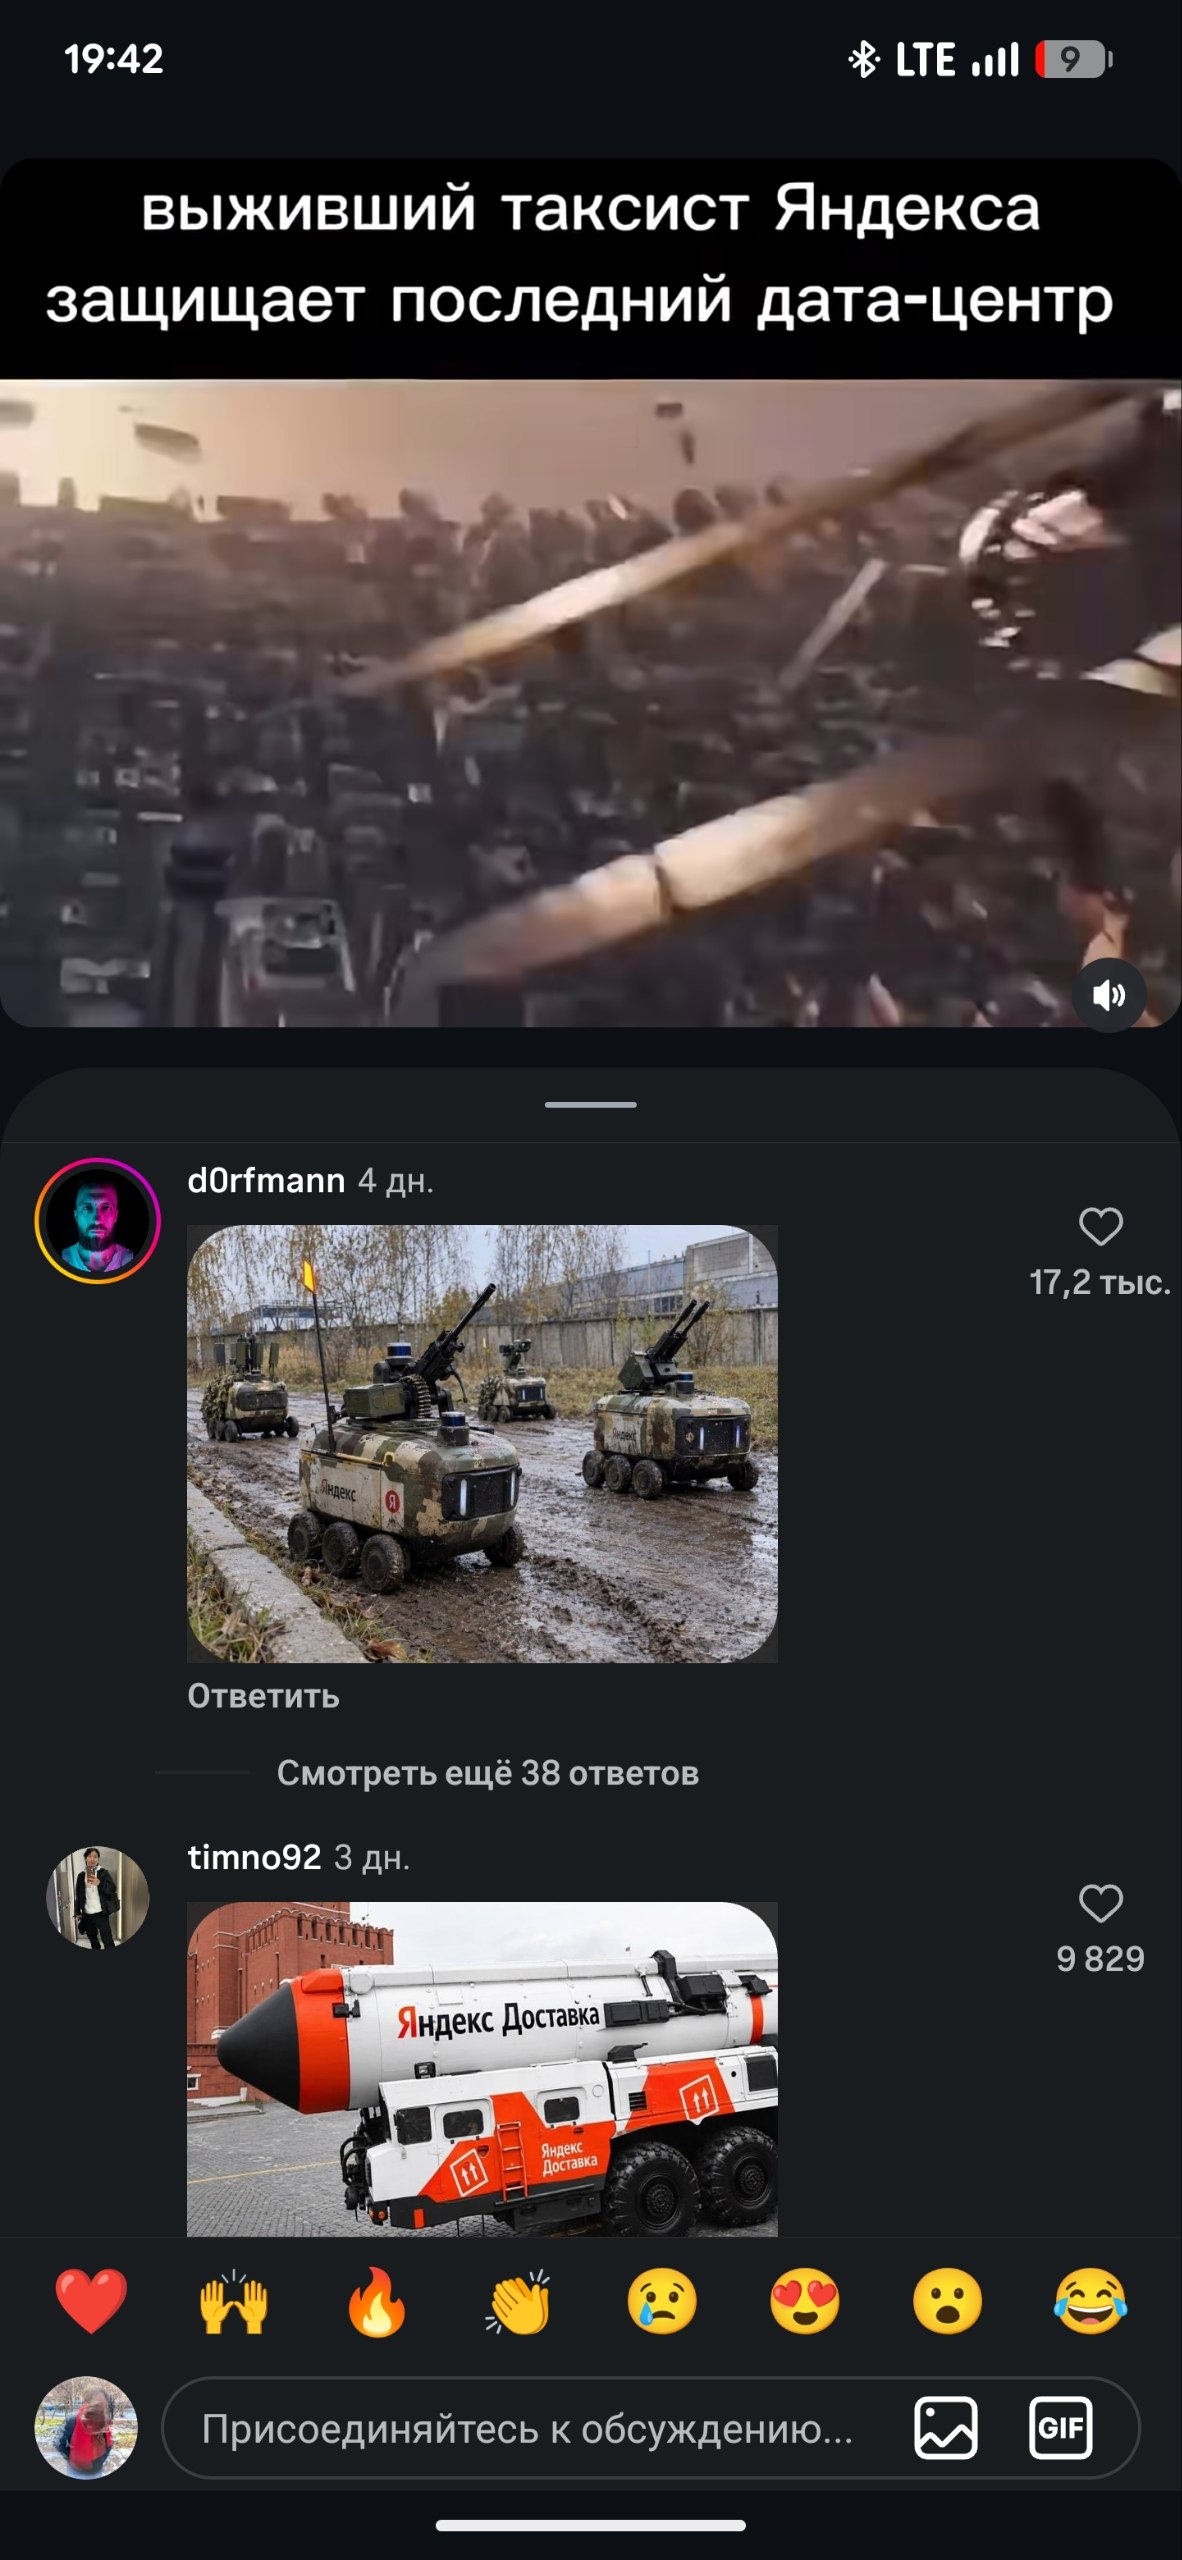 19:42
LTE
9
выживший таксист Яндекса
защищает последний дата-центр
d0rfmann 4 дн.
17,2 тыс.
Яндекс
Я
Яндекс
Ответить
Смотреть ещё 38 ответов
timno92 3 дн.
9 829
Яндекс Доставка
Яндекс
Доставка
Присоединяйтесь к обсуждению...
GIF